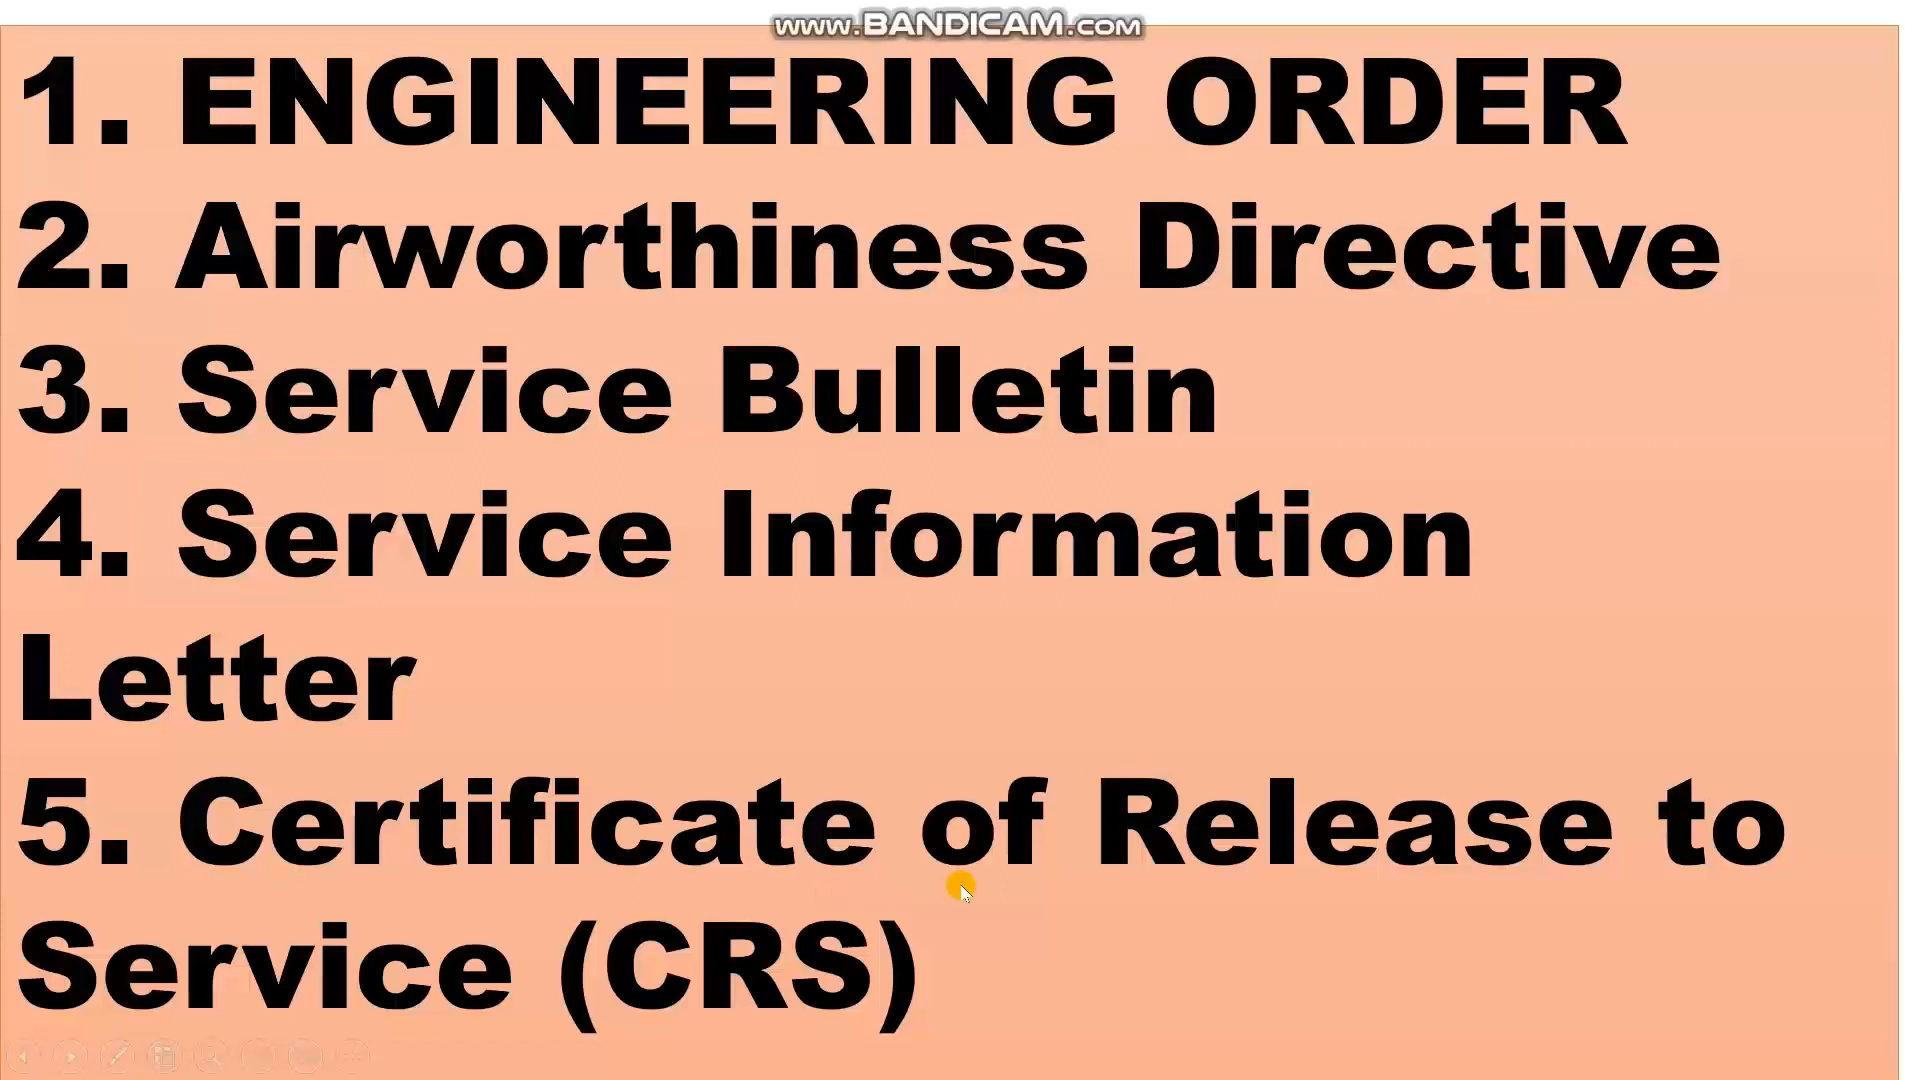 www.BANDICAM.com
1. ENGINEERING ORDER
2. Airworthiness Directive
3. Service Bulletin
4. Service Information
Letter
5. Certificate of Release to
Service (CRS)